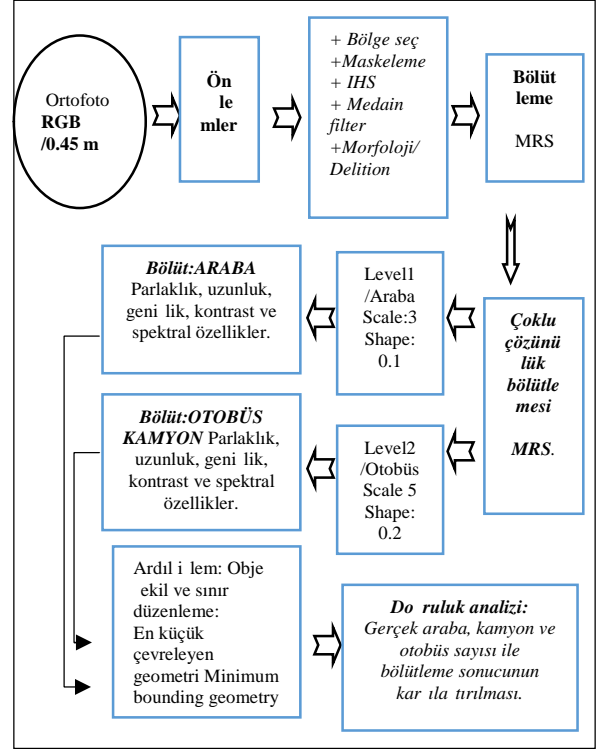 Ortofoto
RGB
/0.45 m
Ön
le
mler
+ Bölge seç
+Maskeleme
+ IHS
+ Medain
filter
+Morfoloji/
Delition
Bölüt
leme
MRS
Bölüt:ARABA
Parlaklık, uzunluk,
geni lik, kontrast ve
spektral özellikler.
Level1
/Araba
Scale:3
Shape:
0.1
Çoklu
çözünü
lük
bölütle
mesi
MRS.
Bölüt:OTOBÜS
KAMYON Parlaklık,
uzunluk, geni lik,
kontrast ve spektral
özellikler.
Level2
/Otobüs
Scale 5
Shape:
0.2
Ardıl i lem: Obje
ekil ve sınır
düzenleme:
En küçük
çevreleyen
geometri Minimum
bounding geometry
Do ruluk analizi:
Gerçek araba, kamyon ve
otobüs sayısı ile
bölütleme sonucunun
kar ıla tırılması.